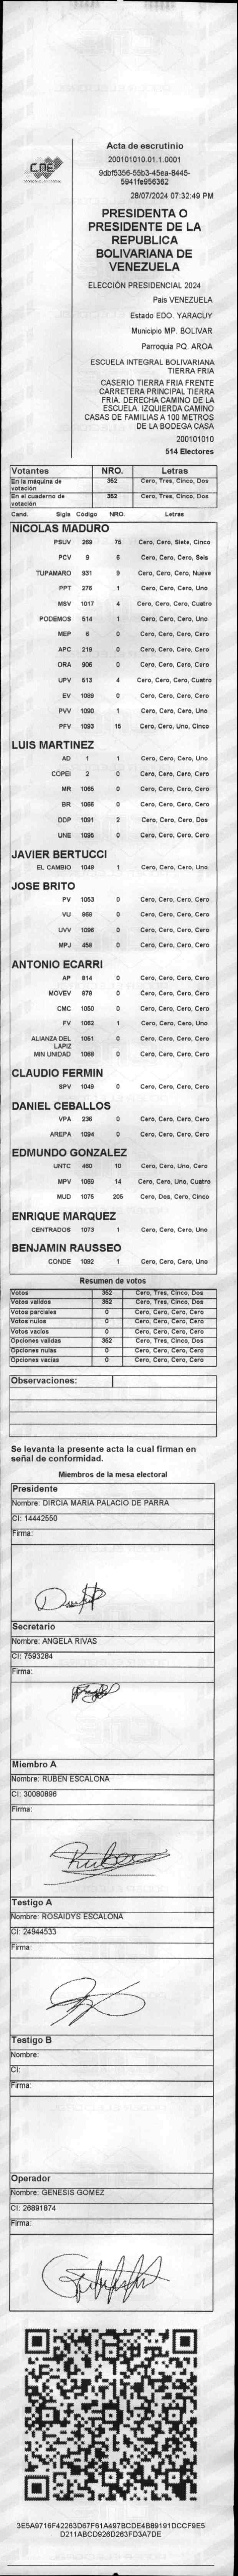 CNE
Acta de escrutinio
200101010.01.1.0001
9dbf5356-55b3-45ea-8445-
5941fe956362
28/07/2024 07:32:49 PM
PRESIDENTA O
PRESIDENTE DE LA
REPUBLICA
BOLIVARIANA DE
VENEZUELA
ELECCIÓN PRESIDENCIAL 2024
Pais VENEZUELA
Estado EDO. YARACUY
Municipio MP. BOLIVAR
Parroquia PQ. AROA
ESCUELA INTEGRAL BOLIVARIANA
TIERRA FRIA
CASERIO TIERRA FRIA FRENTE
CARRETERA PRINCIPAL TIERRA
FRIA. DERECHA CAMINO DE LA
ESCUELA. IZQUIERDA CAMINO
CASAS DE FAMILIAS A 100 METROS
DE LA BODEGA CASA
200101010
514 Electores
Votantes NRO. Letras
En la máquina de votación 352 Cero, Tres, Cinco, Dos
En el cuaderno de votación 352 Cero, Tres, Cinco, Dos
Cand. Sigla Código NRO. Letras
NICOLAS MADURO
PSUV 269 75 Cero, Cero, Siete, Cinco
PCV 9 6 Cero, Cero, Cero, Seis
TUPAMARO 931 9 Cero, Cero, Cero, Nueve
PPT 276 1 Cero, Cero, Cero, Uno
MSV 1017 4 Cero, Cero, Cero, Cuatro
PODEMOS 514 1 Cero, Cero, Cero, Uno
MEP 6 0 Cero, Cero, Cero, Cero
APC 219 0 Cero, Cero, Cero, Cero
ORA 906 0 Cero, Cero, Cero, Cero
UPV 513 4 Cero, Cero, Cero, Cuatro
EV 1089 0 Cero, Cero, Cero, Cero
PVV 1090 1 Cero, Cero, Cero, Uno
PFV 1093 15 Cero, Cero, Uno, Cinco
LUIS MARTINEZ
AD 1 1 Cero, Cero, Cero, Uno
COPEI 2 0 Cero, Cero, Cero, Cero
MR 1065 0 Cero, Cero, Cero, Cero
BR 1066 0 Cero, Cero, Cero, Cero
DDP 1091 2 Cero, Cero, Cero, Dos
UNE 1095 0 Cero, Cero, Cero, Cero
JAVIER BERTUCCI
EL CAMBIO 1048 1 Cero, Cero, Cero, Uno
JOSE BRITO
PV 1053 0 Cero, Cero, Cero, Cero
VU 868 0 Cero, Cero, Cero, Cero
UVV 1096 0 Cero, Cero, Cero, Cero
MPJ 458 0 Cero, Cero, Cero, Cero
ANTONIO ECARRI
AP 814 0 Cero, Cero, Cero, Cero
MOVEV 979 0 Cero, Cero, Cero, Cero
CMC 1050 0 Cero, Cero, Cero, Cero
FV 1062 1 Cero, Cero, Cero, Uno
ALIANZA DEL LAPIZ 1051 0 Cero, Cero, Cero, Cero
MIN UNIDAD 1068 0 Cero, Cero, Cero, Cero
CLAUDIO FERMIN
SPV 1049 0 Cero, Cero, Cero, Cero
DANIEL CEBALLOS
VPA 236 0 Cero, Cero, Cero, Cero
AREPA 1094 0 Cero, Cero, Cero, Cero
EDMUNDO GONZALEZ
UNTC 460 10 Cero, Cero, Uno, Cero
MPV 1069 14 Cero, Cero, Uno, Cuatro
MUD 1075 205 Cero, Dos, Cero, Cinco
ENRIQUE MARQUEZ
CENTRADOS 1073 1 Cero, Cero, Cero, Uno
BENJAMIN RAUSSEO
CONDE 1082 1 Cero, Cero, Cero, Uno
Resumen de votos
Votos 352 Cero, Tres, Cinco, Dos
Votos validos 352 Cero, Tres, Cinco, Dos
Votos parciales 0 Cero, Cero, Cero, Cero
Votos nulos 0 Cero, Cero, Cero, Cero
Votos vacios 0 Cero, Cero, Cero, Cero
Opciones validas 352 Cero, Tres, Cinco, Dos
Opciones nulas 0 Cero, Cero, Cero, Cero
Opciones vacias 0 Cero, Cero, Cero, Cero
Observaciones:
Se levanta la presente acta la cual firman en
señal de conformidad.
Miembros de la mesa electoral
Presidente
Nombre: DIRCIA MARIA PALACIO DE PARRA
CI: 14442550
Firma:
Secretario
Nombre: ANGELA RIVAS
CI: 7593284
Firma:
Miembro A
Nombre: RUBEN ESCALONA
CI: 30080896
Firma:
Testigo A
Nombre: ROSAIDYS ESCALONA
CI: 24944533
Firma:
Testigo B
Nombre:
CI:
Firma:
Operador
Nombre: GENESIS GOMEZ
CI: 26891874
Firma:
3E5A9716F42263D67F61A497BCDE4B89191DCCF9E5
D211ABCD926D263FD3A7DE